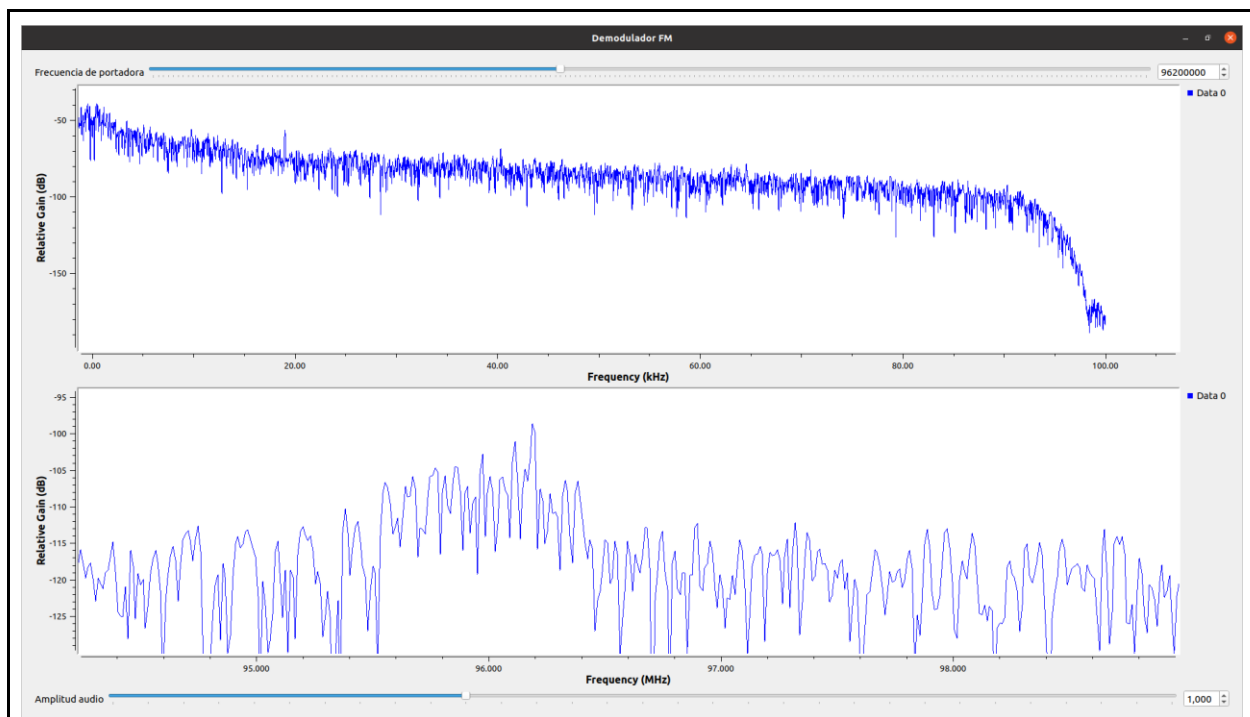 Demodulador FM
Frecuencia de portadora 96200000
Data 0
Relative Gain (dB)
-50
-100
-150
0.00 20.00 40.00 60.00 80.00 100.00
Frequency (kHz)
Data 0
Relative Gain (dB)
-95
-100
-105
-110
-115
-120
-125
95.000 96.000 97.000 98.000
Frequency (MHz)
Amplitud audio 1,000